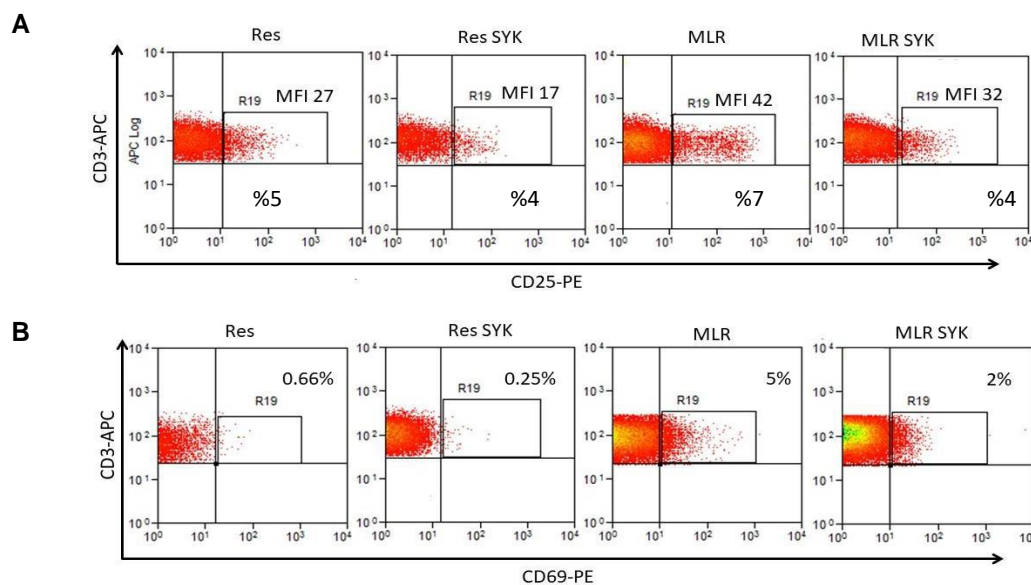 A
Res
Res SYK
MLR
MLR SYK
10⁴
10³
10²
10¹
10⁰
CD3-APC
APC Log
R19 MFI 27
%5
10⁰ 10¹ 10² 10³ 10⁴
10⁴
10³
10²
10¹
10⁰
R19 MFI 17
%4
10⁰ 10¹ 10² 10³ 10⁴
10⁴
10³
10²
10¹
10⁰
R19 MFI 42
%7
10⁰ 10¹ 10² 10³ 10⁴
10⁴
10³
10²
10¹
10⁰
R19 MFI 32
%4
10⁰ 10¹ 10² 10³ 10⁴
CD25-PE
B
Res
Res SYK
MLR
MLR SYK
10⁴
10³
10²
10¹
10⁰
CD3-APC
0.66%
R19
10⁰ 10¹ 10² 10³ 10⁴
10⁴
10³
10²
10¹
10⁰
0.25%
R19
10⁰ 10¹ 10² 10³ 10⁴
10⁴
10³
10²
10¹
10⁰
5%
R19
10⁰ 10¹ 10² 10³ 10⁴
10⁴
10³
10²
10¹
10⁰
2%
R19
10⁰ 10¹ 10² 10³ 10⁴
CD69-PE